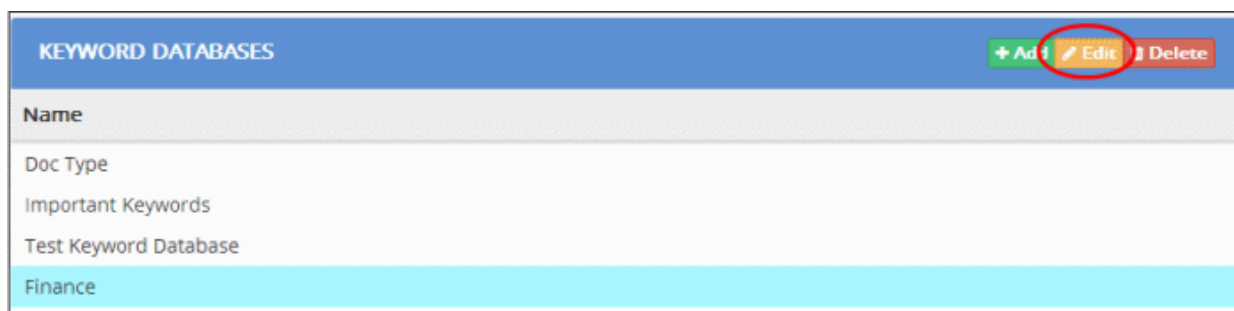 KEYWORD DATABASES
+ Add Edit Delete
Name
Doc Type
Important Keywords
Test Keyword Database
Finance